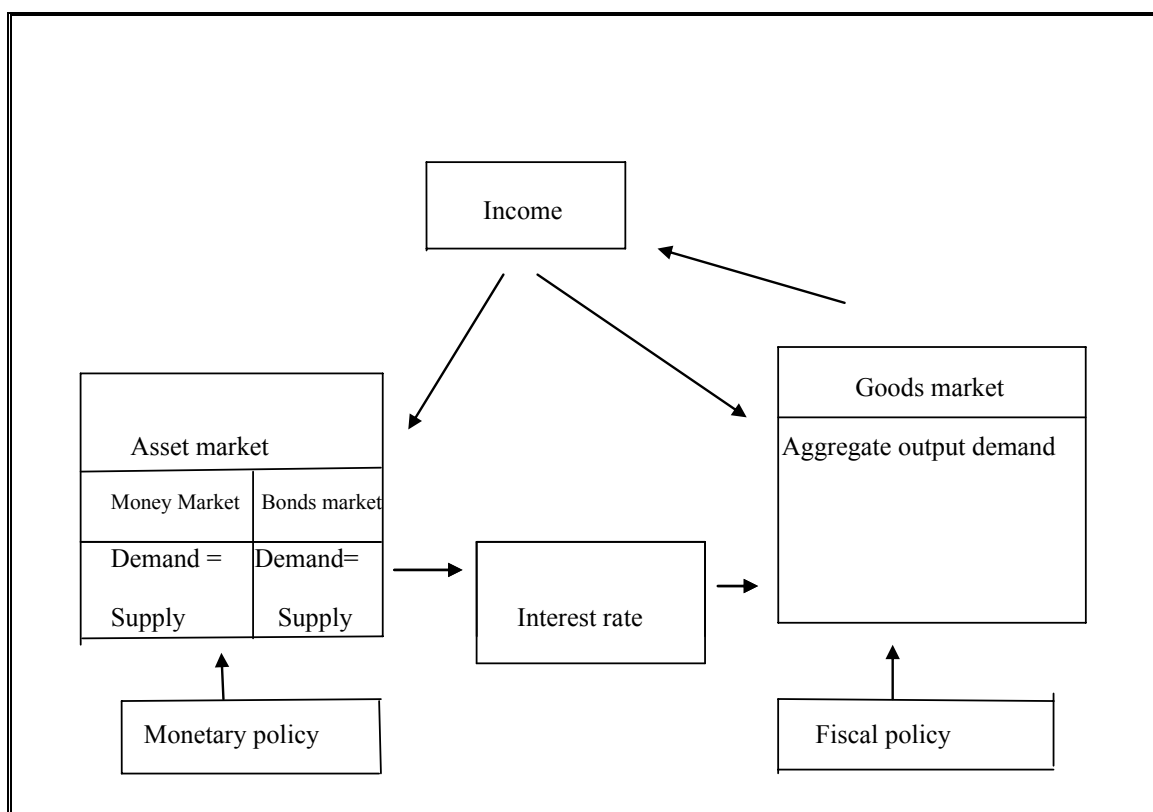 Income
Goods market
Aggregate output demand
Asset market
Money Market
Bonds market
Demand =
Supply
Demand=
Supply
Interest rate
Monetary policy
Fiscal policy